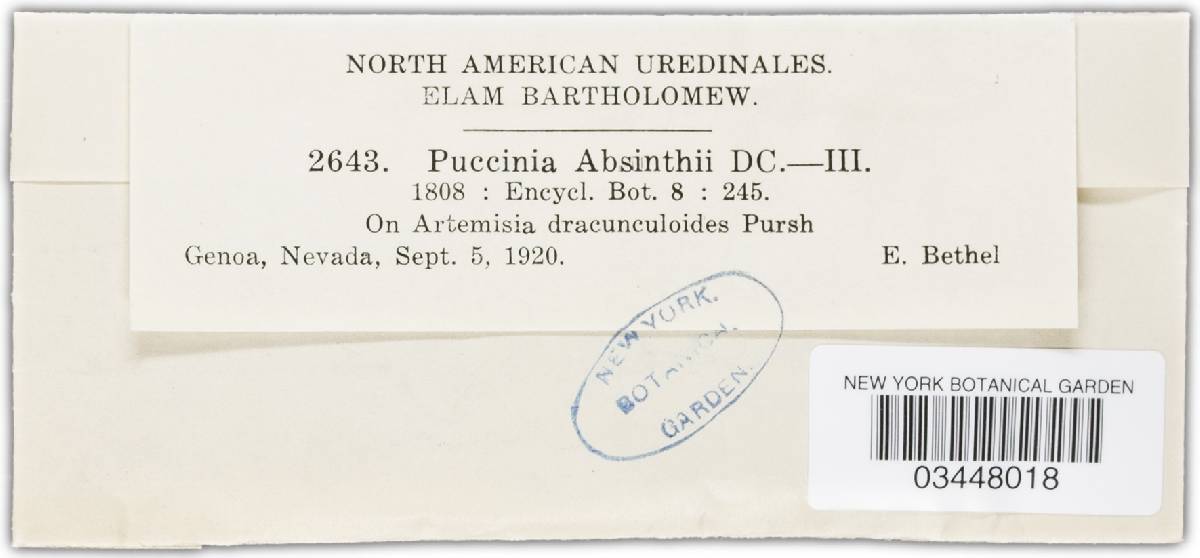 NORTH AMERICAN UREDINALES.
ELAM BARTHOLOMEW.
2643. Puccinia Absinthii DC.—III.
1808 : Encycl. Bot. 8 : 245.
On Artemisia dracunculoides Pursh
Genoa, Nevada, Sept. 5, 1920. E. Bethel
NEW YORK.
BOTANICAL.
GARDEN.
NEW YORK BOTANICAL GARDEN
03448018